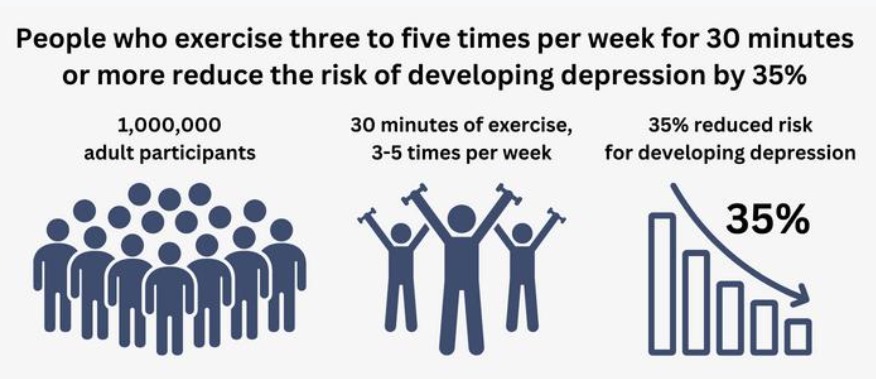 People who exercise three to five times per week for 30 minutes
or more reduce the risk of developing depression by 35%
1,000,000
adult participants
30 minutes of exercise,
3-5 times per week
35% reduced risk
for developing depression
35%